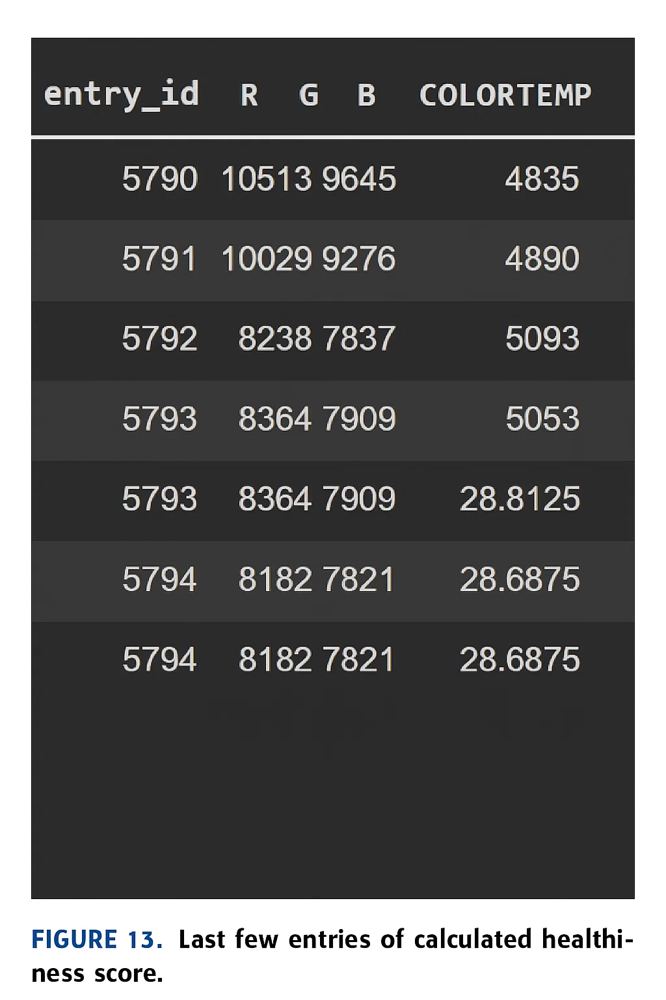 entry_id R G B COLORTEMP
5790 10513 9645 4835
5791 10029 9276 4890
5792 8238 7837 5093
5793 8364 7909 5053
5793 8364 7909 28.8125
5794 8182 7821 28.6875
5794 8182 7821 28.6875
FIGURE 13. Last few entries of calculated healthi-
ness score.